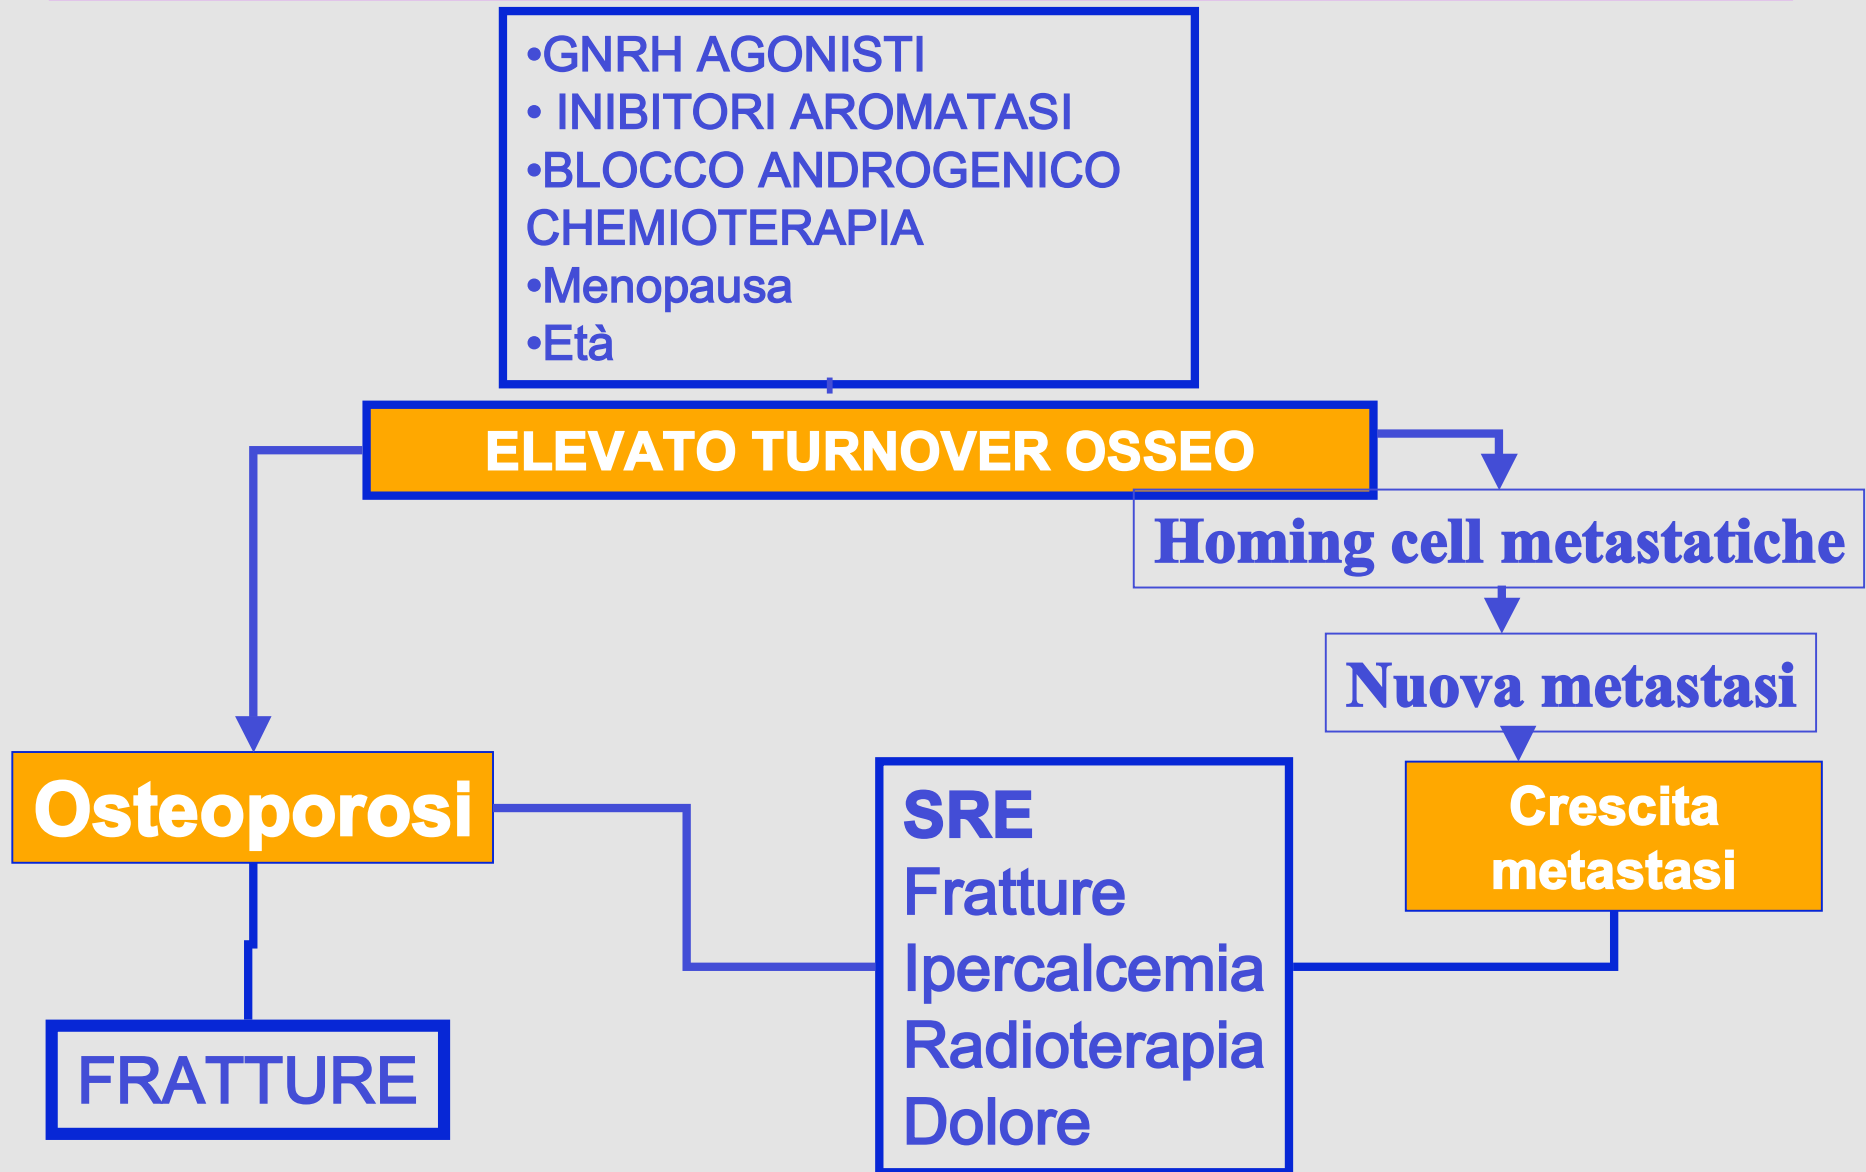 •GNRH AGONISTI
• INIBITORI AROMATASI
•BLOCCO ANDROGENICO
CHEMIOTERAPIA
•Menopausa
•Età
ELEVATO TURNOVER OSSEO
Homing cell metastatiche
Nuova metastasi
Osteoporosi
SRE
Fratture
Ipercalcemia
Radioterapia
Dolore
Crescita
metastasi
FRATTURE